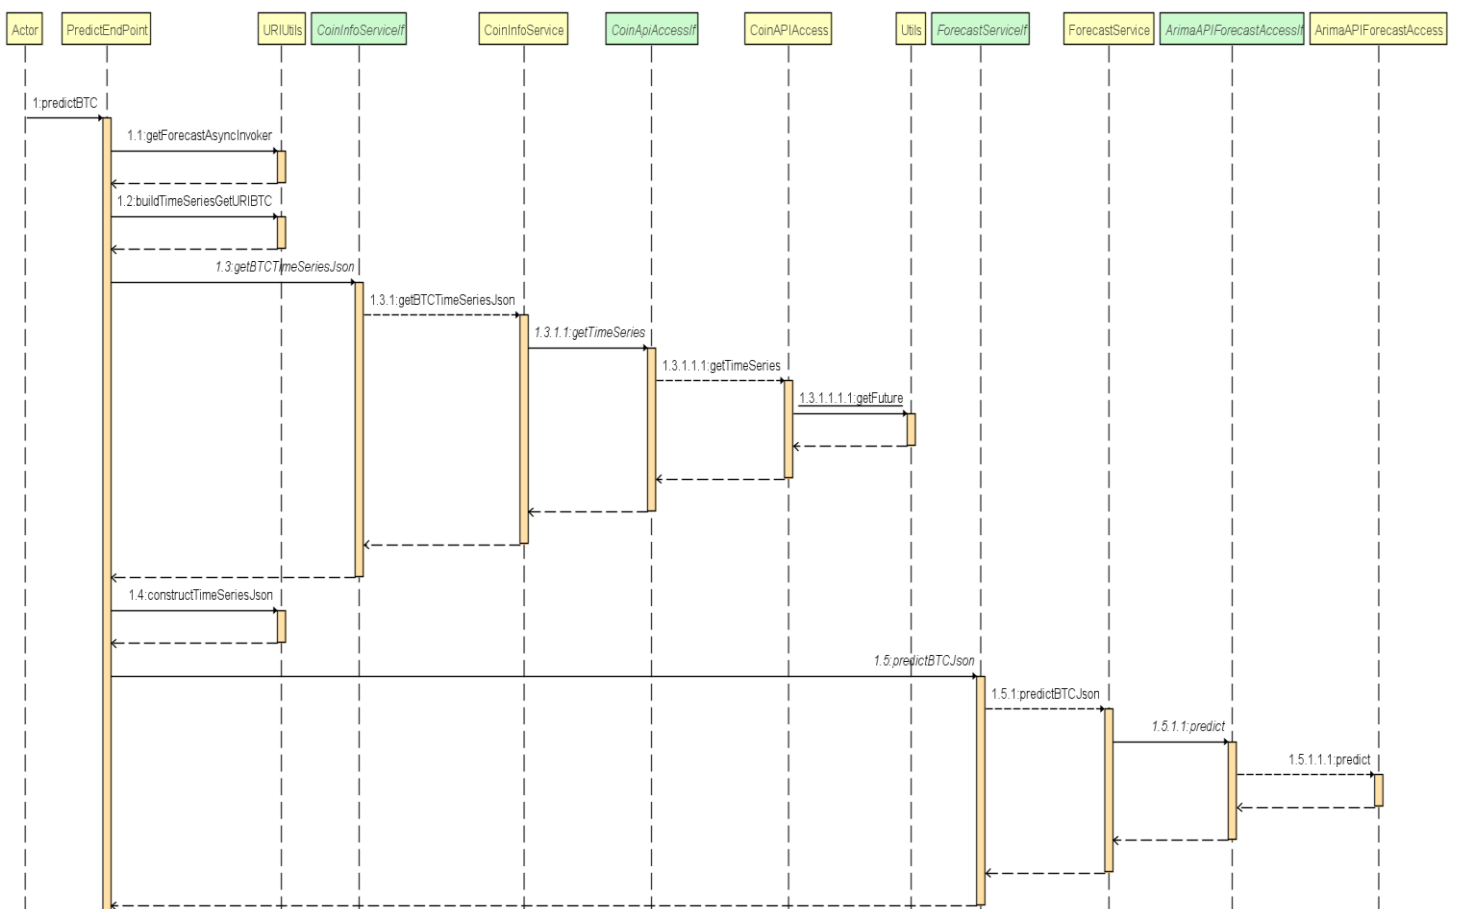 Actor
PredictEndPoint
URIUtils
CoinInfoServiceIf
CoinInfoService
CoinApiAccessIf
CoinAPIAccess
Utils
ForecastServiceIf
ForecastService
ArimaAPIForecastAccessIf
ArimaAPIForecastAccess
1:predictBTC
1.1:getForecastAsyncInvoker
1.2:buildTimeSeriesGetURIBTC
1.3:getBTCTimeSeriesJson
1.3.1:getBTCTimeSeriesJson
1.3.1.1:getTimeSeries
1.3.1.1.1:getTimeSeries
1.3.1.1.1.1:getFuture
1.4:constructTimeSeriesJson
1.5:predictBTCJson
1.5.1:predictBTCJson
1.5.1.1:predict
1.5.1.1.1:predict